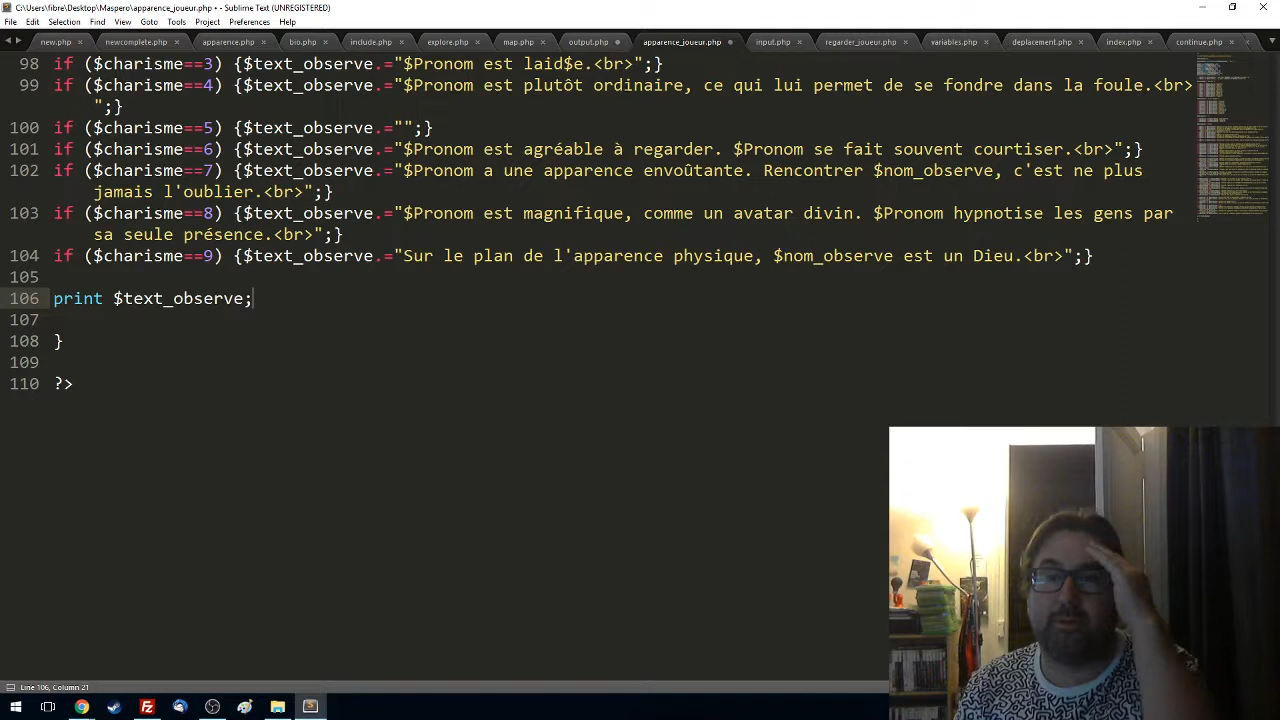 C:\Users\fibre\Desktop\Maspero\apparence_joueur.php • - Sublime Text (UNREGISTERED)
File Edit Selection Find View Goto Tools Project Preferences Help
new.php newcomplete.php apparence.php bio.php include.php explore.php map.php output.php apparence_joueur.php input.php regarder_joueur.php variables.php deplacement.php index.php continue.php
98 if ($charisme==3) {$text_observe.="$Pronom est laid$e.<br>";}
99 if ($charisme==4) {$text_observe.="$Pronom est plutôt ordinaire, ce qui lui permet de se fondre dans la foule.<br>
";}
100 if ($charisme==5) {$text_observe.="";}
101 if ($charisme==6) {$text_observe.="$Pronom est agréable à regarder. $Pronom se fait souvent courtiser.<br>";}
102 if ($charisme==7) {$text_observe.="$Pronom a une apparence envoûtante. Rencontrer $nom_observe, c'est ne plus
jamais l'oublier.<br>";}
103 if ($charisme==8) {$text_observe.="$Pronom est magnifique, comme un avatar divin. $Pronom hypnotise les gens par
sa seule présence.<br>";}
104 if ($charisme==9) {$text_observe.="Sur le plan de l'apparence physique, $nom_observe est un Dieu.<br>";}
105
106 print $text_observe;
107
108 }
109
110 ?>
Line 106, Column 21